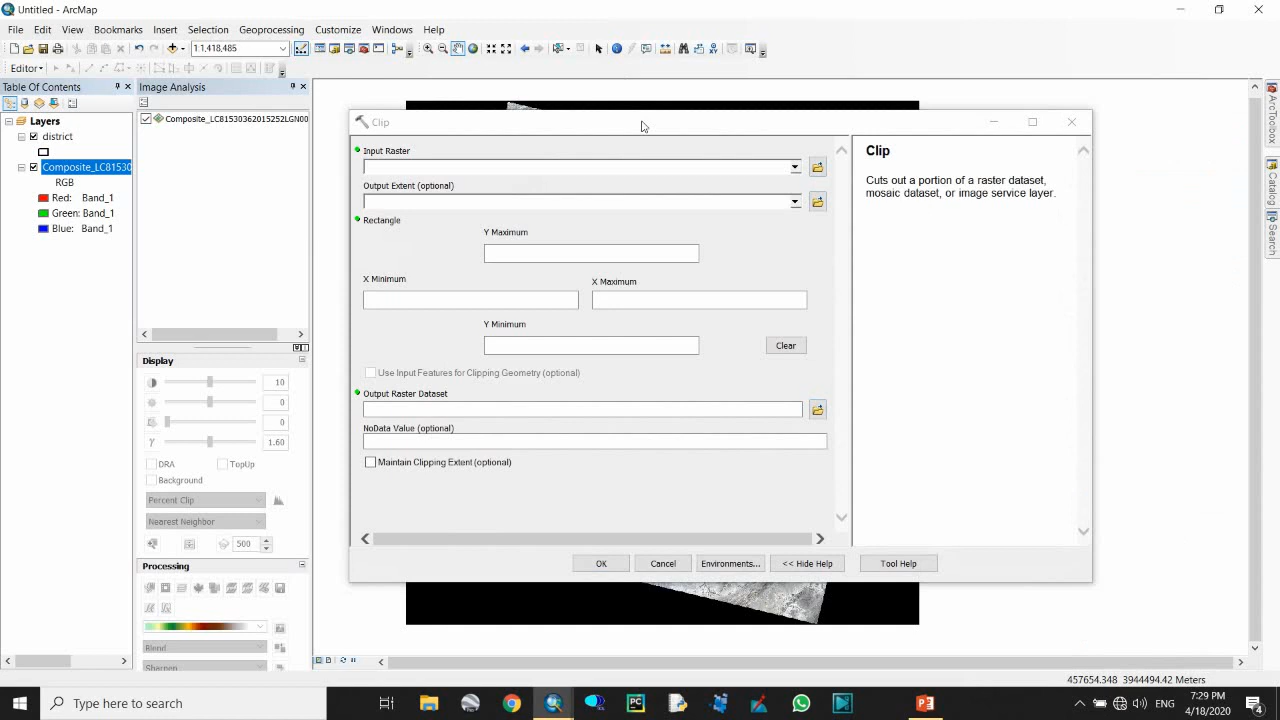 Untitled - ArcMap
File Edit View Bookmarks Insert Selection Geoprocessing Customize Windows Help
1:1,418,485
Editor
Table Of Contents
Image Analysis
Layers
district
Composite_LC81530362015252LGN00
Composite_LC8153036201525
RGB
Red: Band_1
Green: Band_1
Blue: Band_1
Display
10
0
0
1.60
DRA
TopUp
Background
Percent Clip
Nearest Neighbor
500
Processing
Blend
Sharpen
Clip
Input Raster
Output Extent (optional)
Rectangle
Y Maximum
X Minimum
X Maximum
Y Minimum
Clear
Use Input Features for Clipping Geometry (optional)
Output Raster Dataset
NoData Value (optional)
Maintain Clipping Extent (optional)
OK
Cancel
Environments...
<< Hide Help
Tool Help
Clip
Cuts out a portion of a raster dataset,
mosaic dataset, or image service layer.
ArcToolbox
Catalog
Search
457654.348 3944494.42 Meters
Type here to search
PC
ENG
7:29 PM
4/18/2020
4